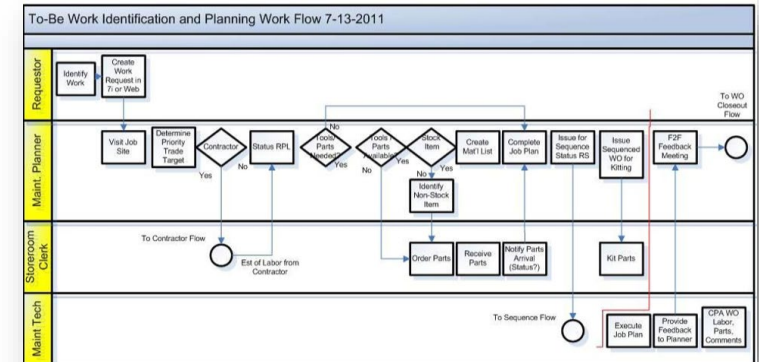 To-Be Work Identification and Planning Work Flow 7-13-2011
Requestor
Identify
Work
Create
Work
Request in
7i or Web
To WO
Closeout
Flow
Maint. Planner
Visit Job
Site
Determine
Priority
Trade
Target
Contractor
Yes
No
Status RPL
Tools/
Parts
Needed?
No
Yes
Tools
Parts
Available
No
Yes
Stock
Item
No
Yes
Identify
Non-Stock
Item
Create
Mat'l List
Complete
Job Plan
Issue for
Sequence
Status RS
Issue
Sequenced
WO for
Kitting
F2F
Feedback
Meeting
Storeroom
Clerk
To Contractor Flow
Est of Labor from
Contractor
Order Parts
Receive
Parts
Notify Parts
Arrival
(Status?)
Kit Parts
Maint Tech
To Sequence Flow
Execute
Job Plan
Provide
Feedback
to Planner
CPA WO
Labor,
Parts,
Comments